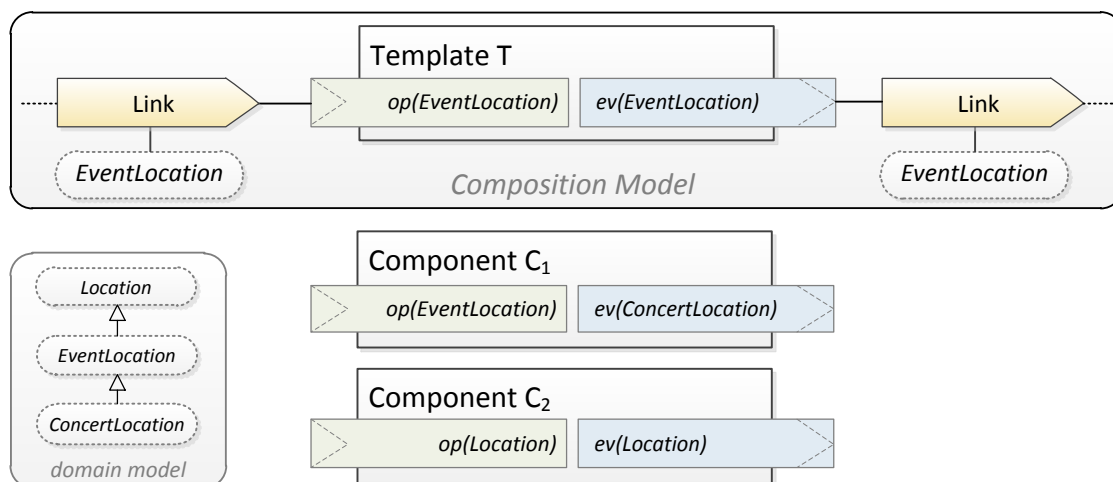 Template T
Link
op(EventLocation)
ev(EventLocation)
Link
EventLocation
EventLocation
Composition Model
Location
EventLocation
ConcertLocation
domain model
Component C₁
op(EventLocation)
ev(ConcertLocation)
Component C₂
op(Location)
ev(Location)